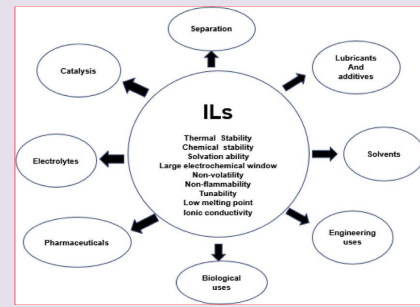 Separation
Lubricants
And
additives
Catalysis
ILs
Thermal Stability
Chemical stability
Solvation ability
Large electrochemical window
Non-volatility
Non-flammability
Tunability
Low melting point
Ionic conductivity
Electrolytes
Solvents
Pharmaceuticals
Engineering
uses
Biological
uses